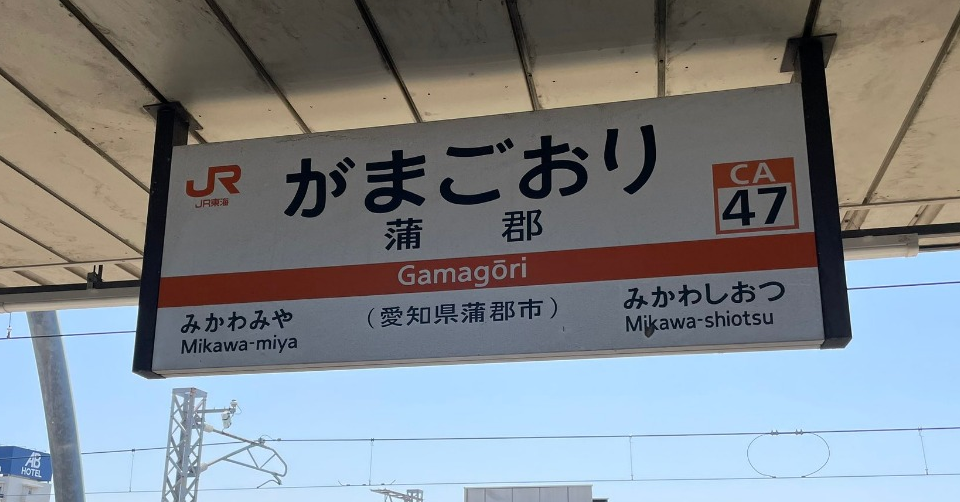 JR
JR東海
がまごおり
蒲郡
CA
47
Gamagōri
みかわみや
Mikawa-miya
(愛知県蒲郡市)
みかわしおつ
Mikawa-shiotsu
AB
HOTEL